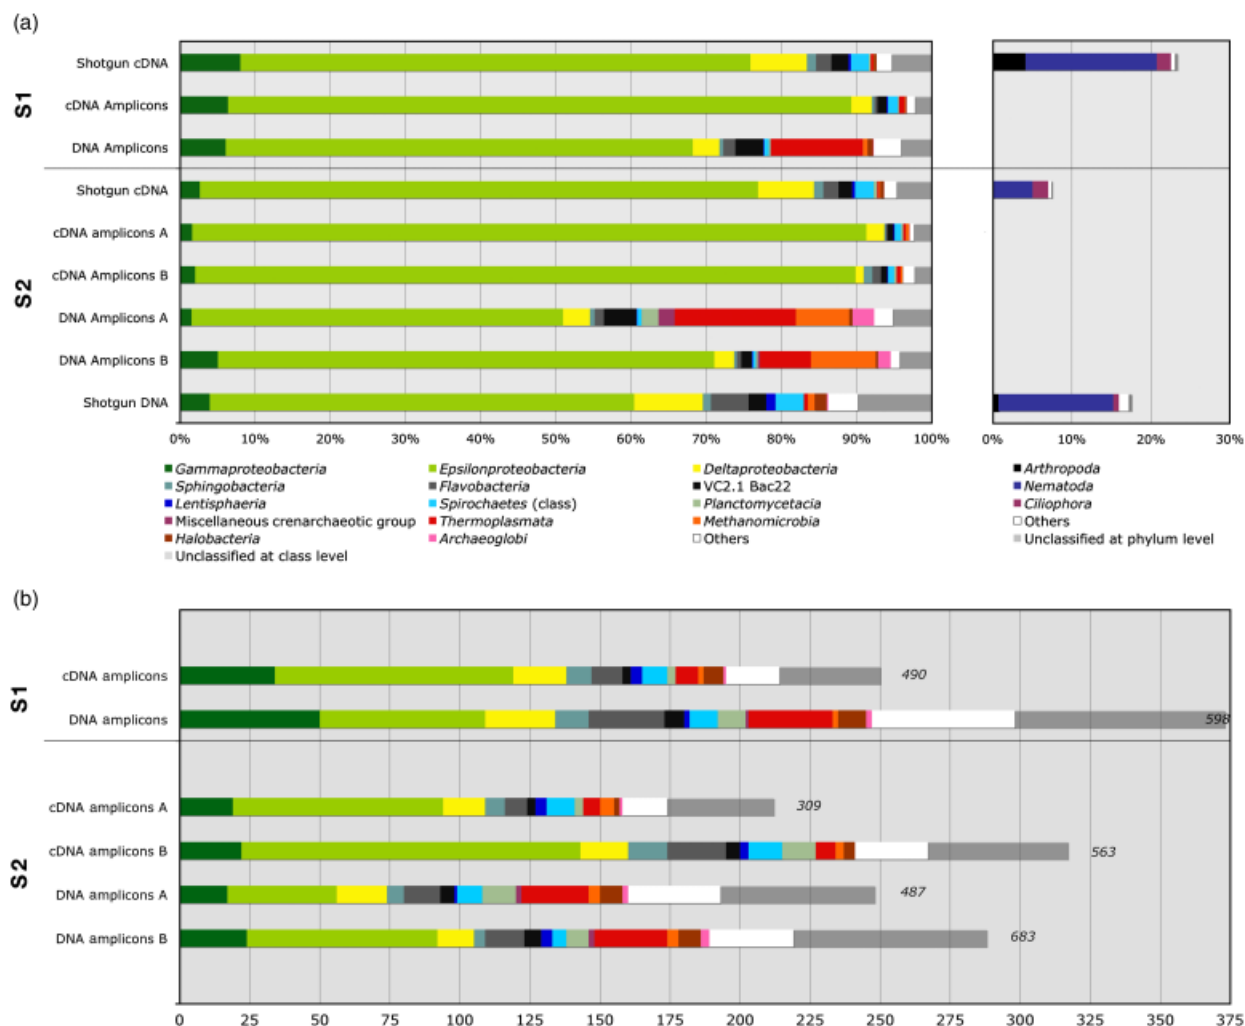 (a)
S1
Shotgun cDNA
cDNA Amplicons
DNA Amplicons
S2
Shotgun cDNA
cDNA amplicons A
cDNA Amplicons B
DNA Amplicons A
DNA Amplicons B
Shotgun DNA
0% 10% 20% 30% 40% 50% 60% 70% 80% 90% 100%
0% 10% 20% 30%
Gammaproteobacteria Epsilonproteobacteria Deltaproteobacteria Arthropoda
Sphingobacteria Flavobacteria VC2.1 Bac22 Nematoda
Lentisphaeria Spirochaetes (class) Planctomycetacia Ciliophora
Miscellaneous crenarchaeotic group Thermoplasmata Methanomicrobia Others
Halobacteria Archaeoglobi Others Unclassified at phylum level
Unclassified at class level
(b)
S1
cDNA amplicons 490
DNA amplicons 598
S2
cDNA amplicons A 309
cDNA amplicons B 563
DNA amplicons A 487
DNA amplicons B 683
0 25 50 75 100 125 150 175 200 225 250 275 300 325 350 375